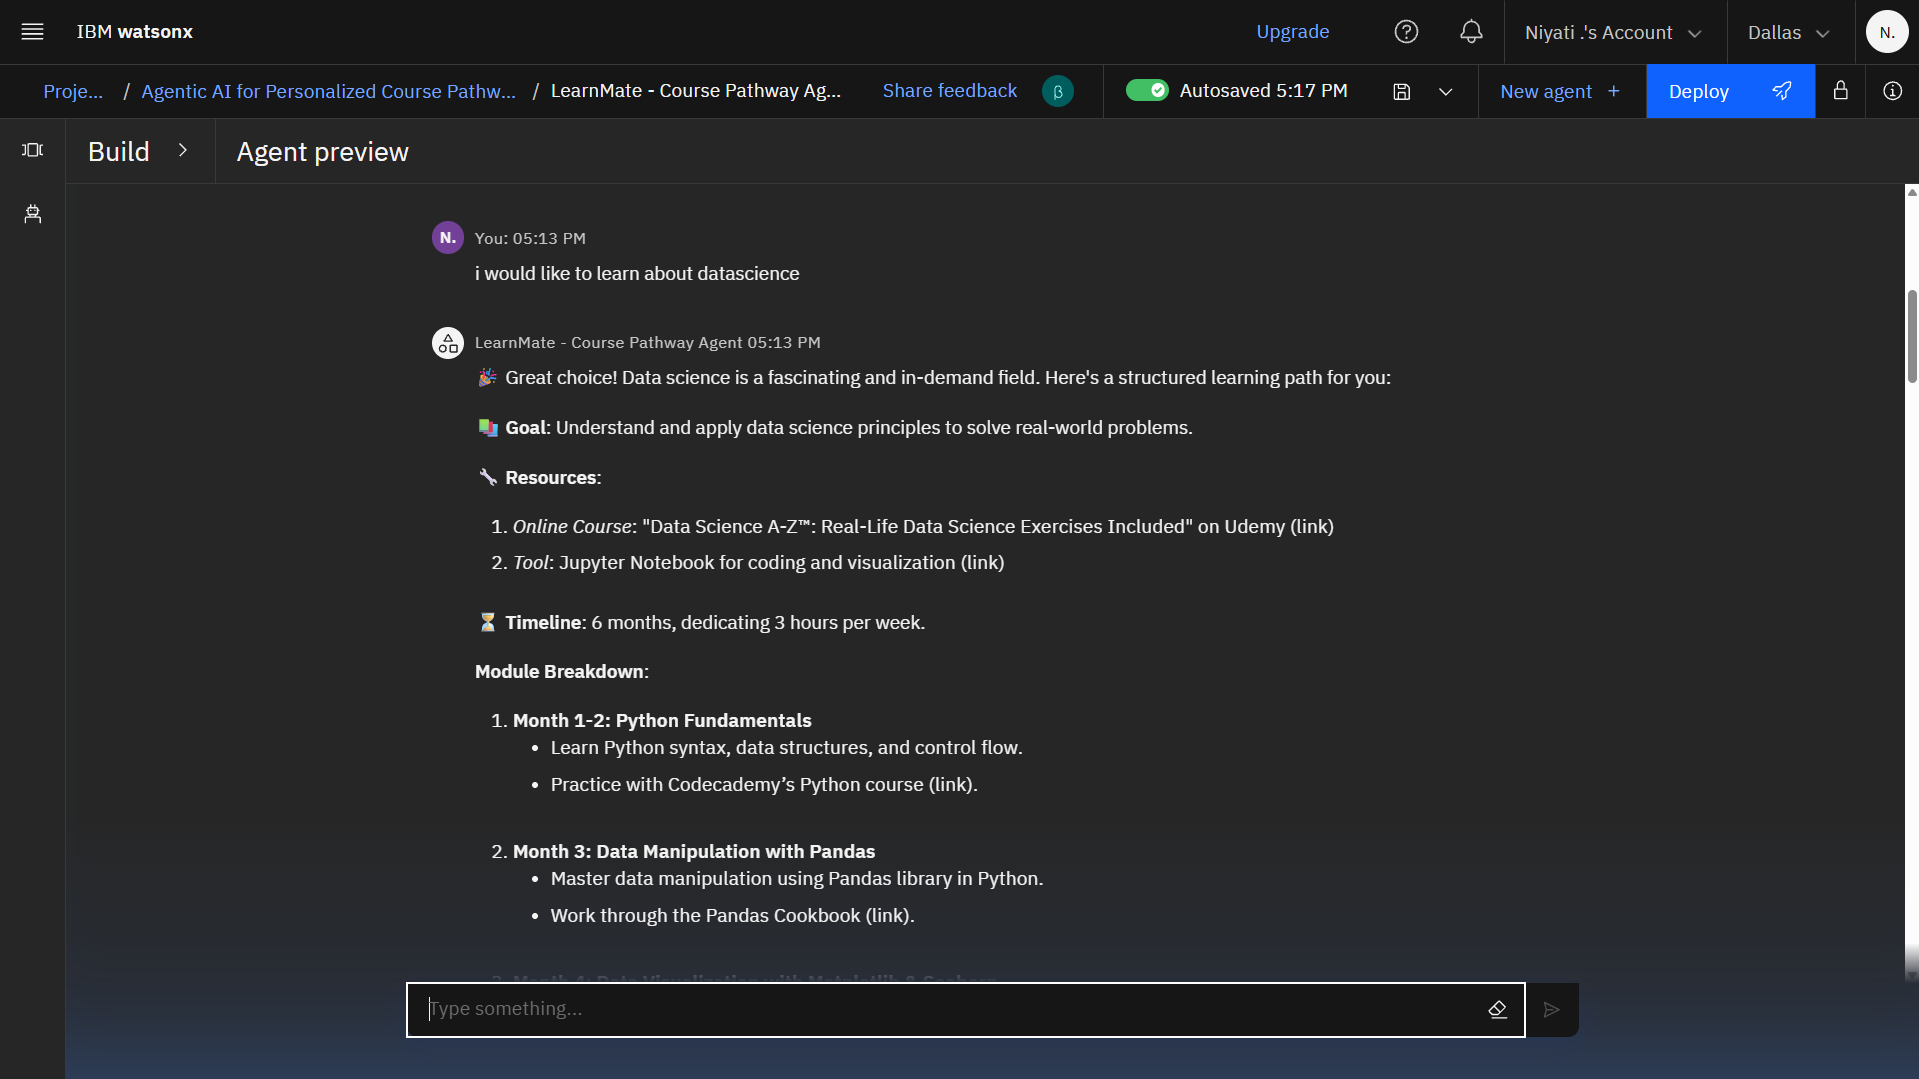 IBM watsonx
Upgrade
Niyati .'s Account
Dallas
N.
Proje... / Agentic AI for Personalized Course Pathw... / LearnMate - Course Pathway Ag...
Share feedback
β
Autosaved 5:17 PM
New agent +
Deploy
Build
Agent preview
N.
You: 05:13 PM
i would like to learn about datascience
LearnMate - Course Pathway Agent 05:13 PM
🎉 Great choice! Data science is a fascinating and in-demand field. Here's a structured learning path for you:
📚 Goal: Understand and apply data science principles to solve real-world problems.
🔧 Resources:
1. Online Course: "Data Science A-Z™: Real-Life Data Science Exercises Included" on Udemy (link)
2. Tool: Jupyter Notebook for coding and visualization (link)
⏳ Timeline: 6 months, dedicating 3 hours per week.
Module Breakdown:
1. Month 1-2: Python Fundamentals
• Learn Python syntax, data structures, and control flow.
• Practice with Codecademy’s Python course (link).
2. Month 3: Data Manipulation with Pandas
• Master data manipulation using Pandas library in Python.
• Work through the Pandas Cookbook (link).
3. Month 4: Data Visualization with Matplotlib & Seaborn
Type something...